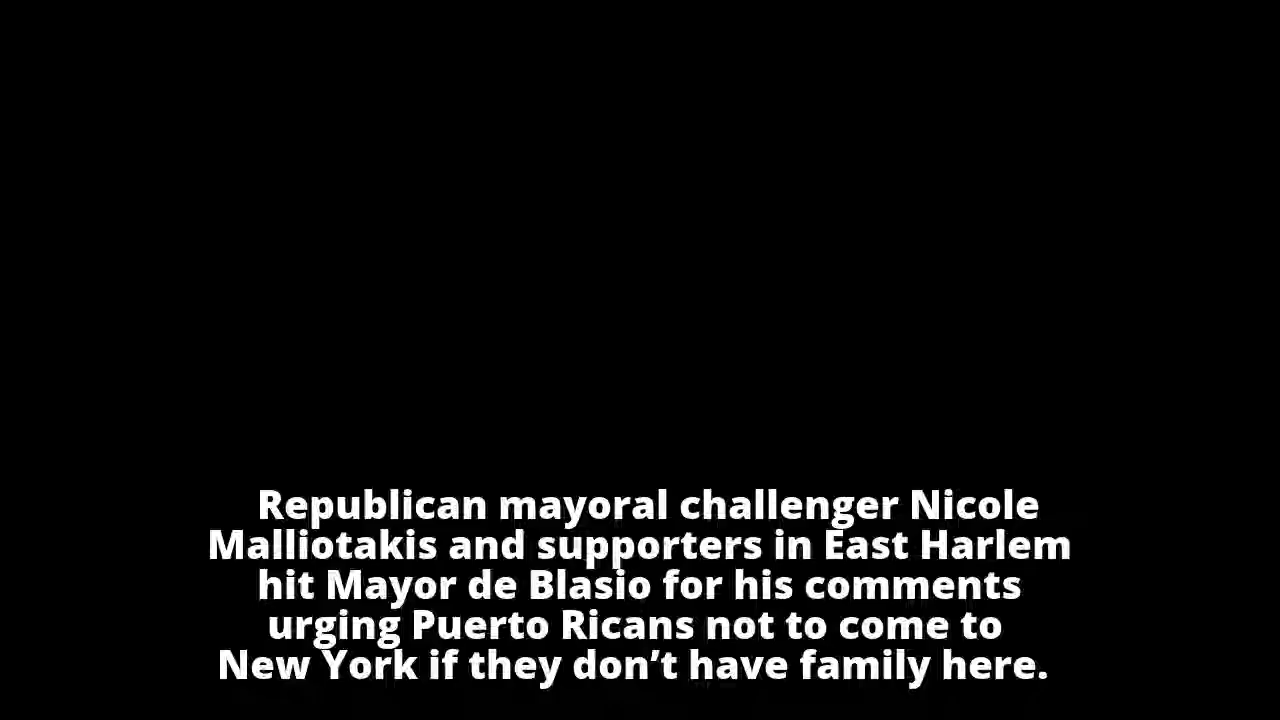 Republican mayoral challenger Nicole
Malliotakis and supporters in East Harlem
hit Mayor de Blasio for his comments
urging Puerto Ricans not to come to
New York if they don’t have family here.